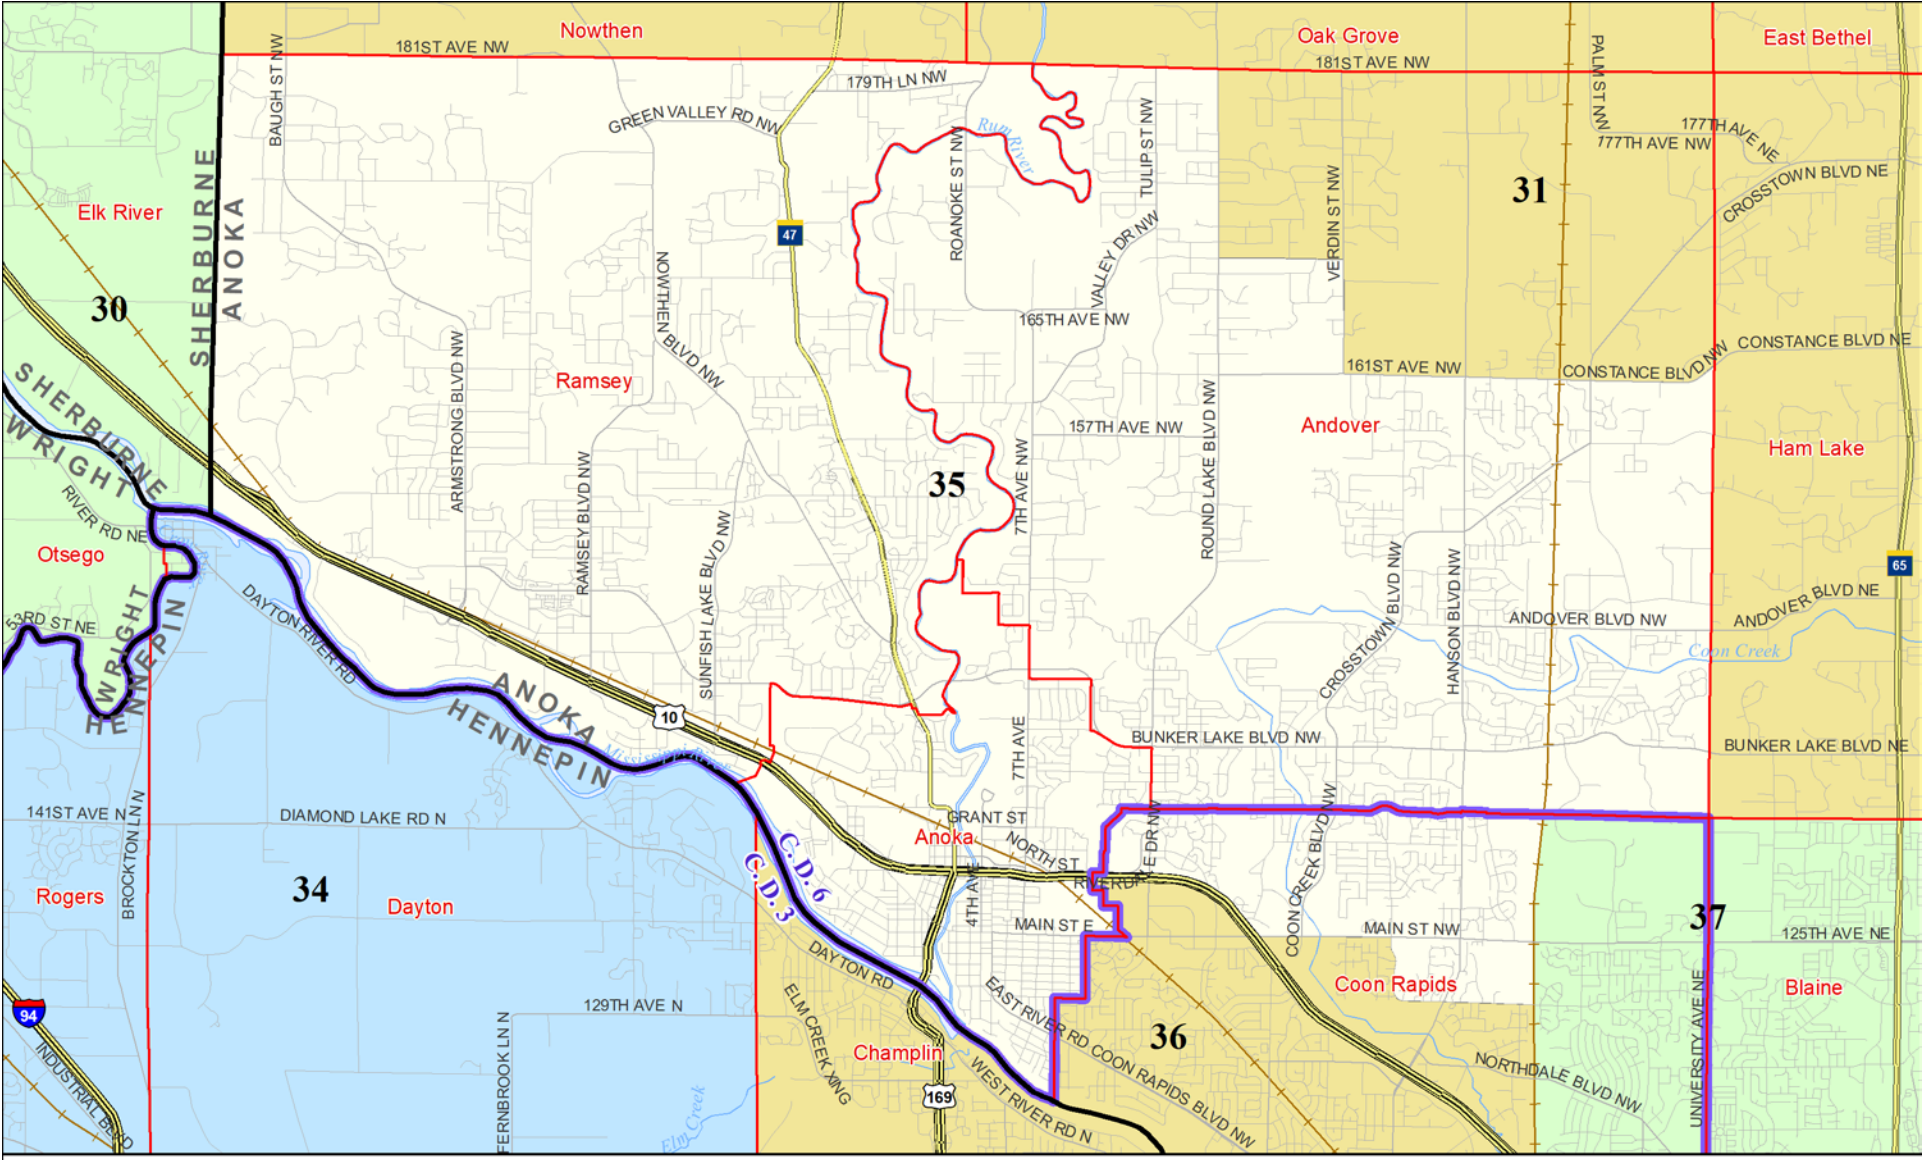 Nowthen
Oak Grove
East Bethel
181ST AVE NW
181ST AVE NW
BAUGH ST NW
179TH LN NW
PALM ST NW
GREEN VALLEY RD NW
Rum River
TULIP ST NW
177TH AVE NE
177TH AVE NW
CROSSTOWN BLVD NE
ROANOKE ST NW
VERDIN ST NW
31
Elk River
SHERBURNE
ANOKA
47
VALLEY DR NW
NOWTHEN BLVD NW
30
165TH AVE NW
ARMSTRONG BLVD NW
CONSTANCE BLVD NE
CONSTANCE BLVD NW
161ST AVE NW
Ramsey
SHERBURNE
WRIGHT
ROUND LAKE BLVD NW
157TH AVE NW
Andover
Ham Lake
35
7TH AVE NW
RAMSEY BLVD NW
RIVER RD NE
SUNFISH LAKE BLVD NW
Otsego
CROSSTOWN BLVD NW
HANSON BLVD NW
65
ANDOVER BLVD NE
ANDOVER BLVD NW
53RD ST NE
WRIGHT
HENNEPIN
DAYTON RIVER RD
Coon Creek
ANOKA
HENNEPIN
10
Mississippi River
7TH AVE
BUNKER LAKE BLVD NW
BUNKER LAKE BLVD NE
141ST AVE N
DIAMOND LAKE RD N
BROCKTON LN N
GRANT ST
Anoka
NORTH ST
RIVERDALE DR NW
COON CREEK BLVD NW
C.D. 6
C.D. 3
Rogers
34
Dayton
4TH AVE
MAIN ST E
MAIN ST NW
37
125TH AVE NE
DAYTON RD
Coon Rapids
Blaine
94
129TH AVE N
ELM CREEK XING
EAST RIVER RD
COON RAPIDS BLVD NW
36
UNIVERSITY AVE NE
Champlin
INDUSTRIAL BLVD
FERNBROOK LN N
Elm Creek
169
WEST RIVER RD N
NORTHDALE BLVD NW